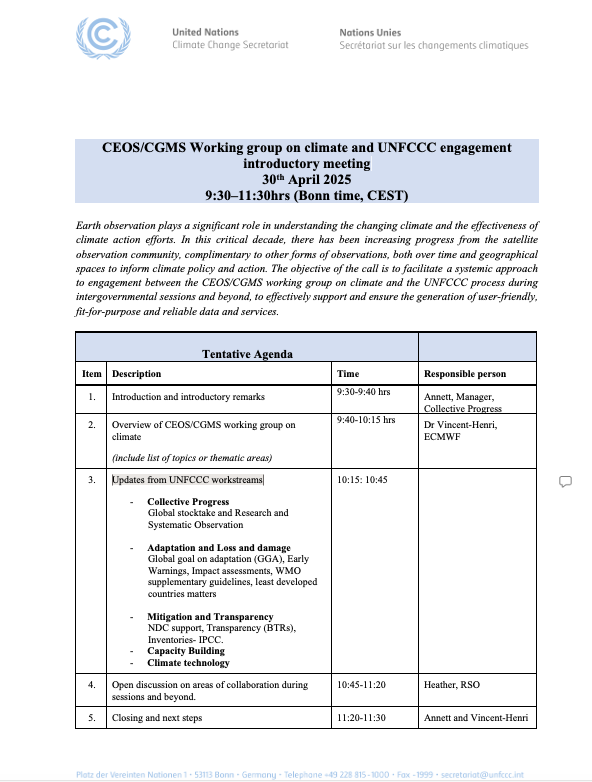 United Nations
Climate Change Secretariat
Nations Unies
Secrétariat sur les changements climatiques
CEOS/CGMS Working group on climate and UNFCCC engagement
introductory meeting
30th April 2025
9:30–11:30hrs (Bonn time, CEST)
Earth observation plays a significant role in understanding the changing climate and the effectiveness of
climate action efforts. In this critical decade, there has been increasing progress from the satellite
observation community, complimentary to other forms of observations, both over time and geographical
spaces to inform climate policy and action. The objective of the call is to facilitate a systemic approach
to engagement between the CEOS/CGMS working group on climate and the UNFCCC process during
intergovernmental sessions and beyond, to effectively support and ensure the generation of user-friendly,
fit-for-purpose and reliable data and services.
Tentative Agenda
Item Description Time Responsible person
1. Introduction and introductory remarks 9:30-9:40 hrs Annett, Manager,
Collective Progress
2. Overview of CEOS/CGMS working group on 9:40-10:15 hrs Dr Vincent-Henri,
climate ECMWF
(include list of topics or thematic areas)
3. Updates from UNFCCC workstreams 10:15: 10:45
- Collective Progress
Global stocktake and Research and
Systematic Observation
- Adaptation and Loss and damage
Global goal on adaptation (GGA), Early
Warnings, Impact assessments, WMO
supplementary guidelines, least developed
countries matters
- Mitigation and Transparency
NDC support, Transparency (BTRs),
Inventories- IPCC.
- Capacity Building
- Climate technology
4. Open discussion on areas of collaboration during 10:45-11:20 Heather, RSO
sessions and beyond.
5. Closing and next steps 11:20-11:30 Annett and Vincent-Henri
Platz der Vereinten Nationen 1 • 53113 Bonn • Germany • Telephone +49 228 815-1000 • Fax -1999 • secretariat@unfccc.int